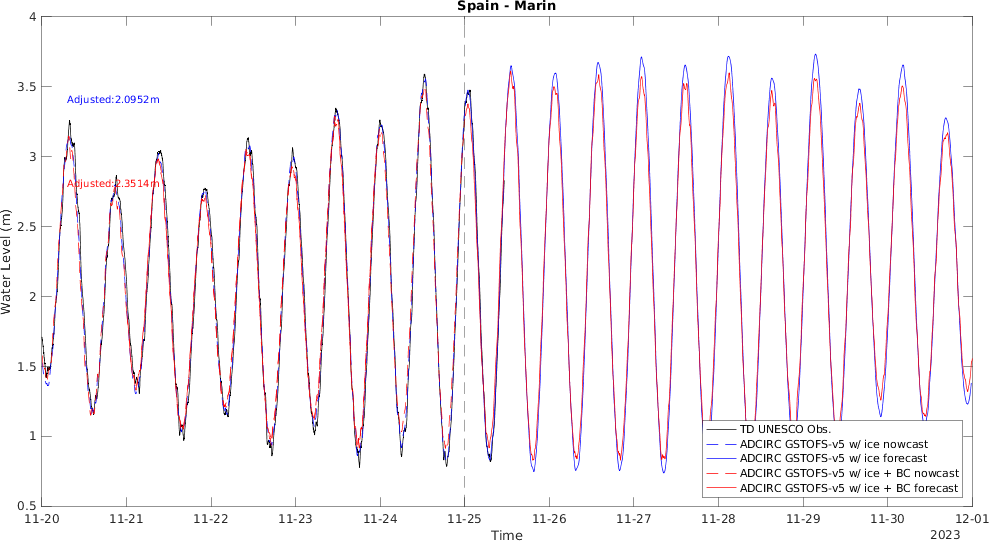 Spain - Marin
4
3.5
3
2.5
2
1.5
1
0.5
Water Level (m)
Adjusted:2.0952m
Adjusted:2.3514m
TD UNESCO Obs.
ADCIRC GSTOFS-v5 w/ ice nowcast
ADCIRC GSTOFS-v5 w/ ice forecast
ADCIRC GSTOFS-v5 w/ ice + BC nowcast
ADCIRC GSTOFS-v5 w/ ice + BC forecast
11-20 11-21 11-22 11-23 11-24 11-25 11-26 11-27 11-28 11-29 11-30 12-01
Time
2023